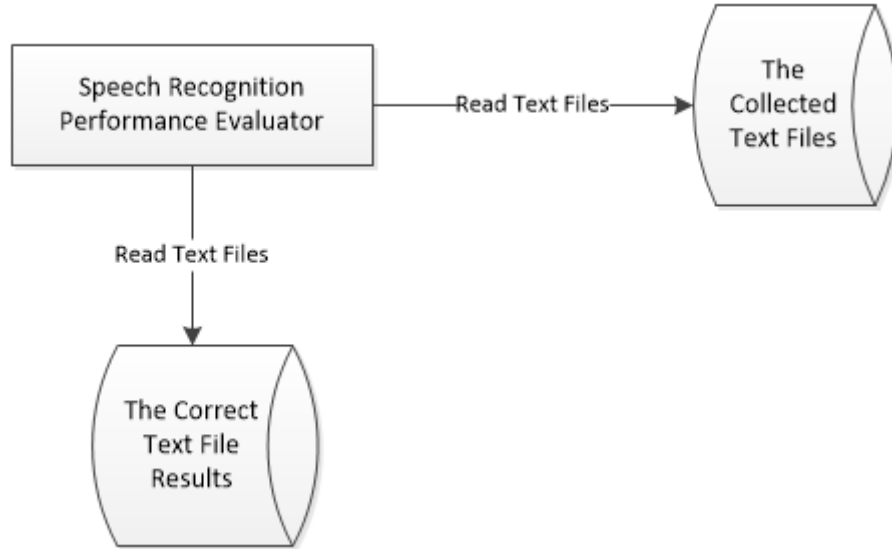 Speech Recognition
Performance Evaluator
Read Text Files
The
Collected
Text Files
Read Text Files
The Correct
Text File
Results